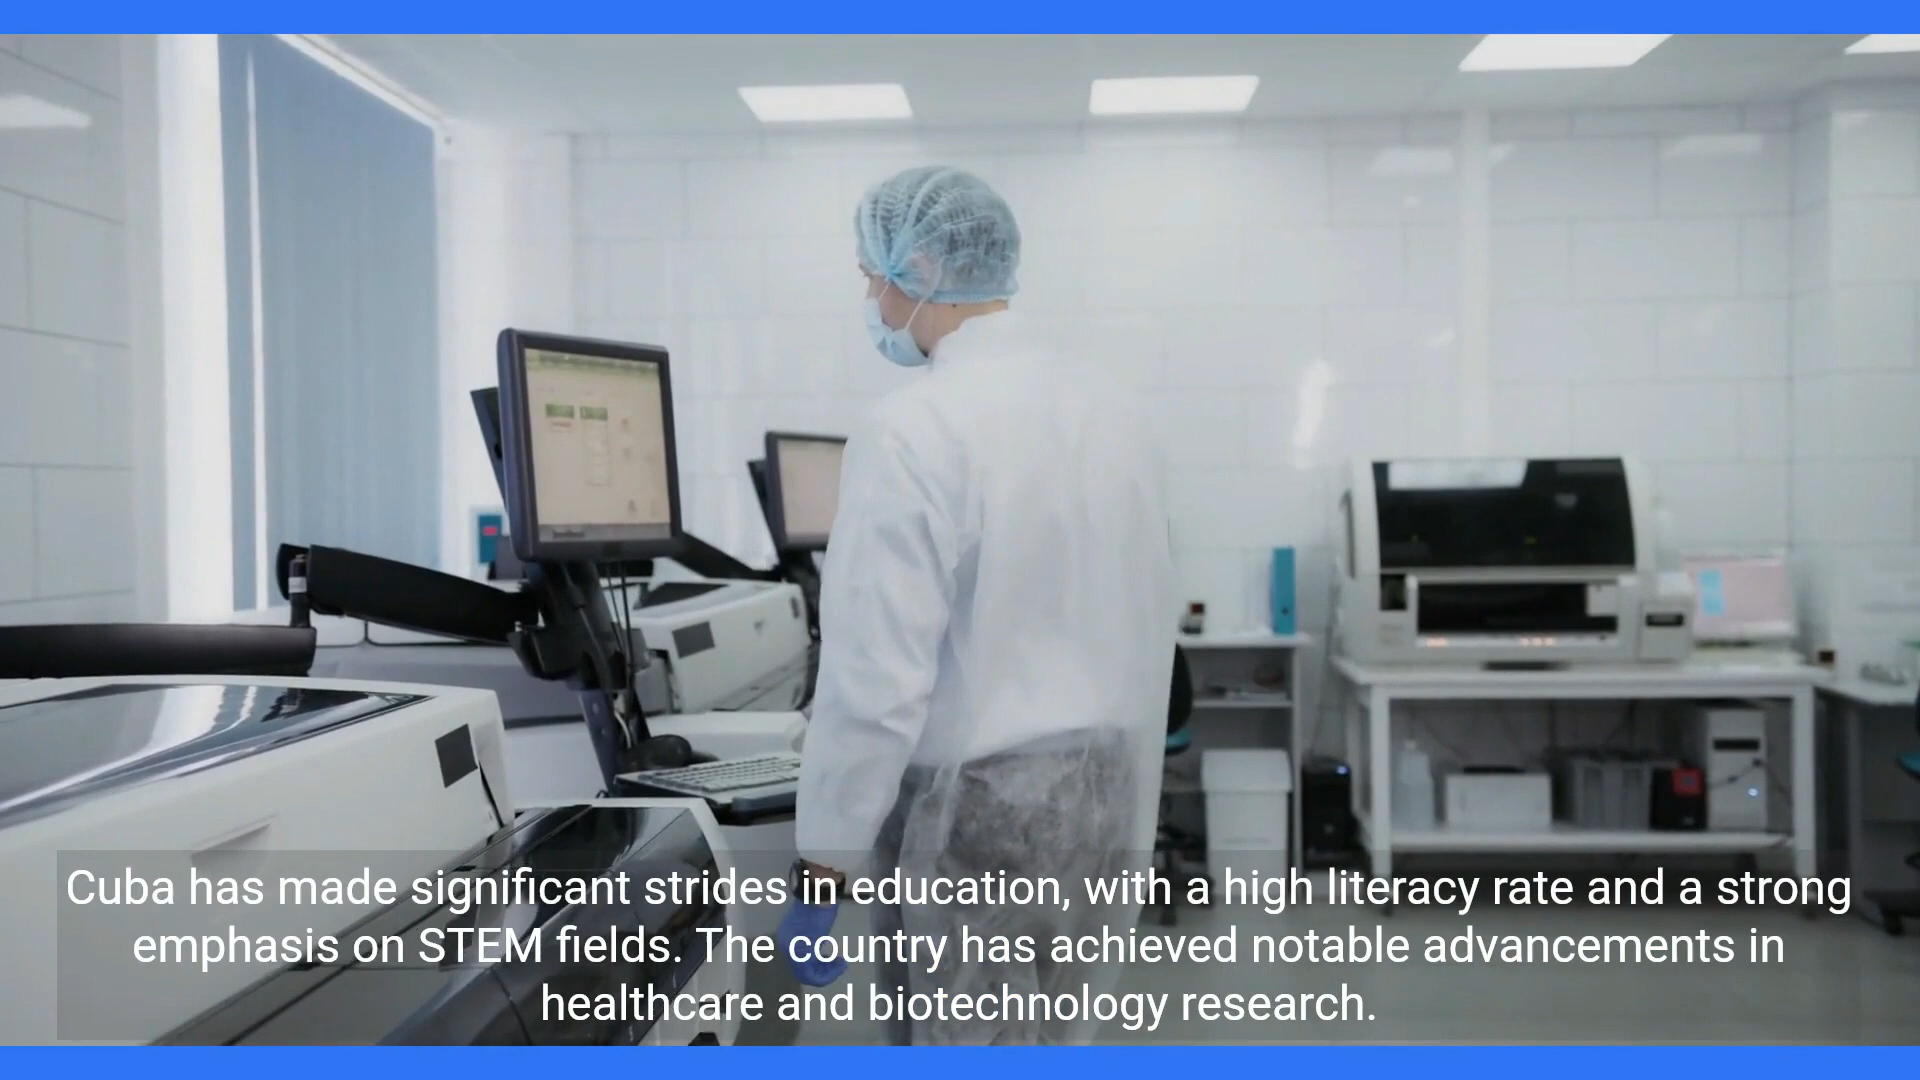 Cuba has made significant strides in education, with a high literacy rate and a strong
emphasis on STEM fields. The country has achieved notable advancements in
healthcare and biotechnology research.